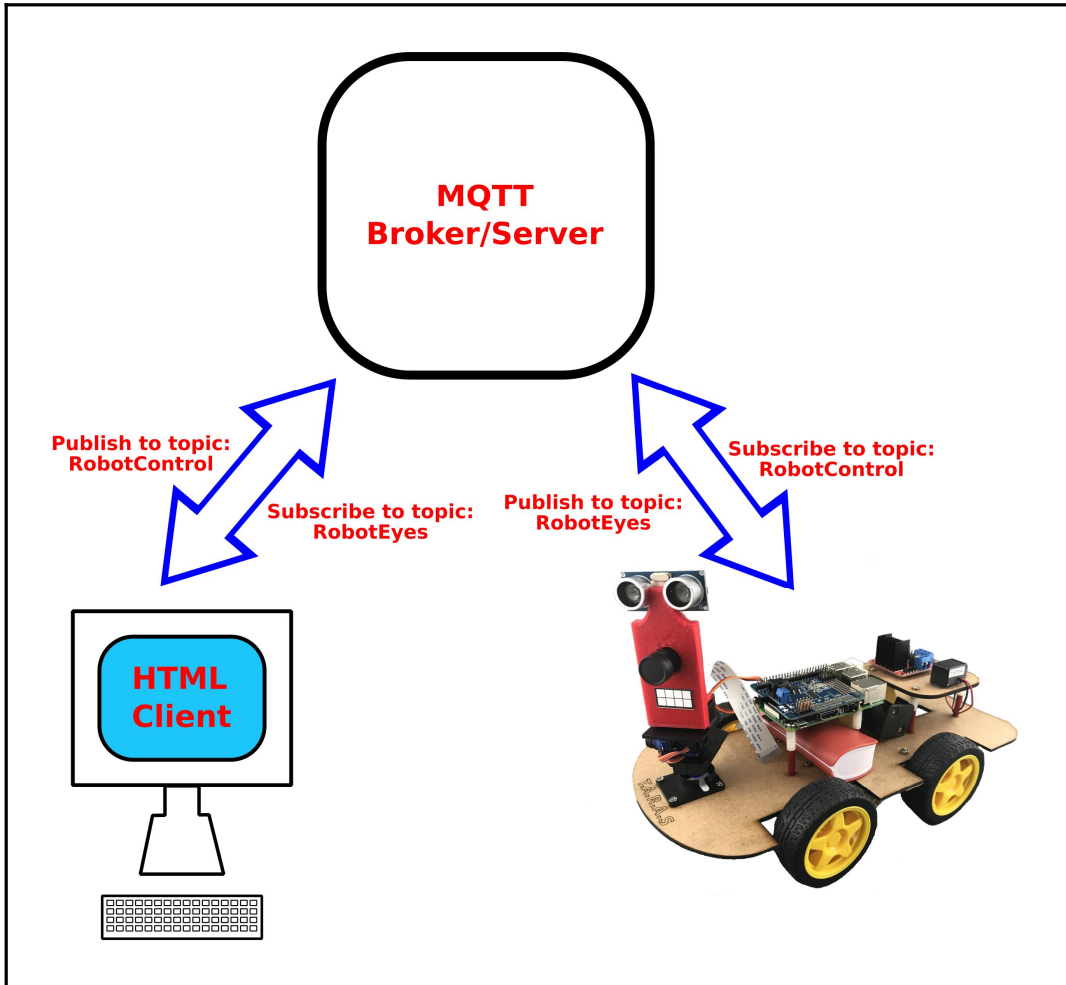 MQTT
Broker/Server
Publish to topic:
RobotControl
Subscribe to topic:
RobotEyes
Publish to topic:
RobotEyes
Subscribe to topic:
RobotControl
HTML
Client
T.A.R.A.S